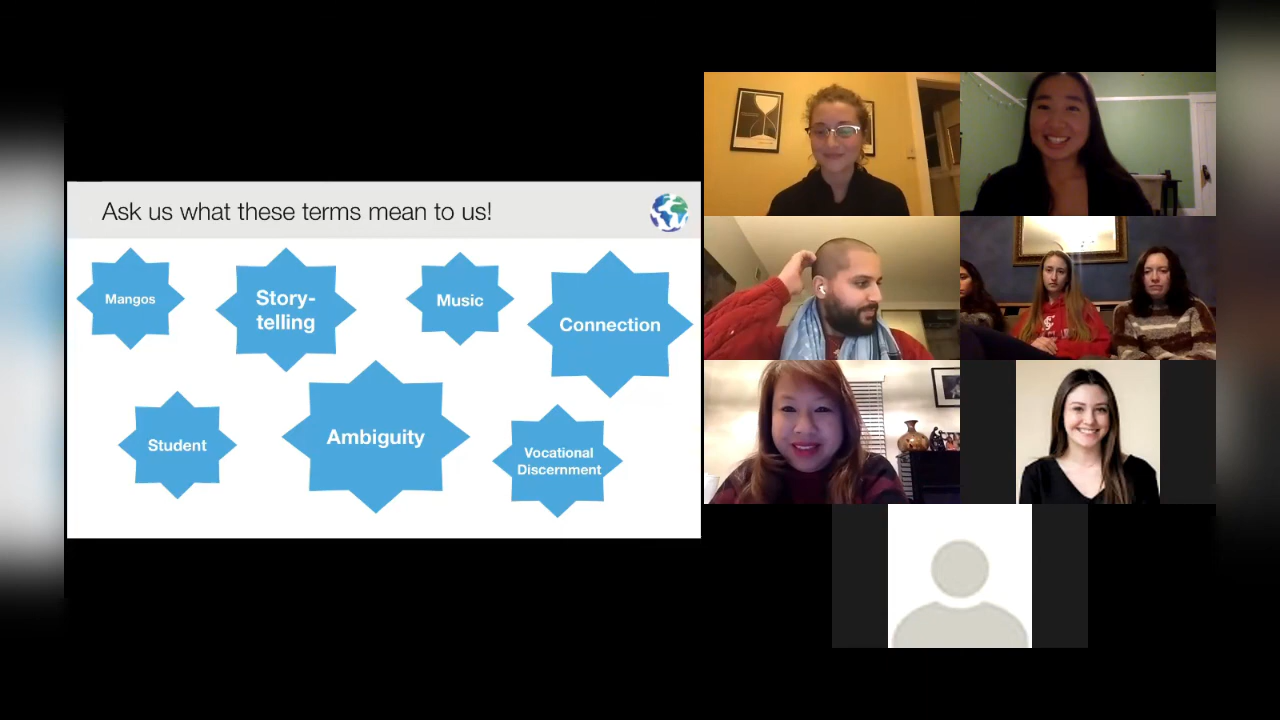 Ask us what these terms mean to us!
Mangos
Story-
telling
Music
Connection
Student
Ambiguity
Vocational
Discernment